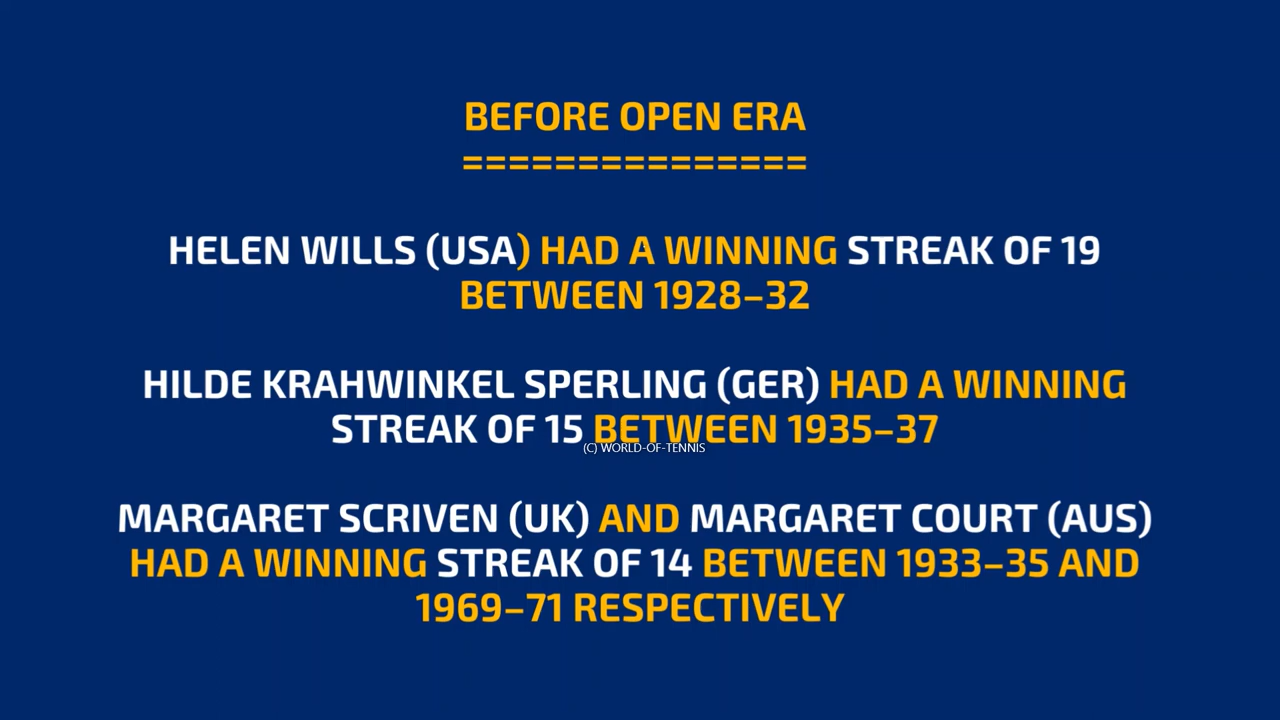 BEFORE OPEN ERA
===============
HELEN WILLS (USA) HAD A WINNING STREAK OF 19
BETWEEN 1928–32
HILDE KRAHWINKEL SPERLING (GER) HAD A WINNING
STREAK OF 15 BETWEEN 1935–37
(C) WORLD-OF-TENNIS
MARGARET SCRIVEN (UK) AND MARGARET COURT (AUS)
HAD A WINNING STREAK OF 14 BETWEEN 1933–35 AND
1969–71 RESPECTIVELY